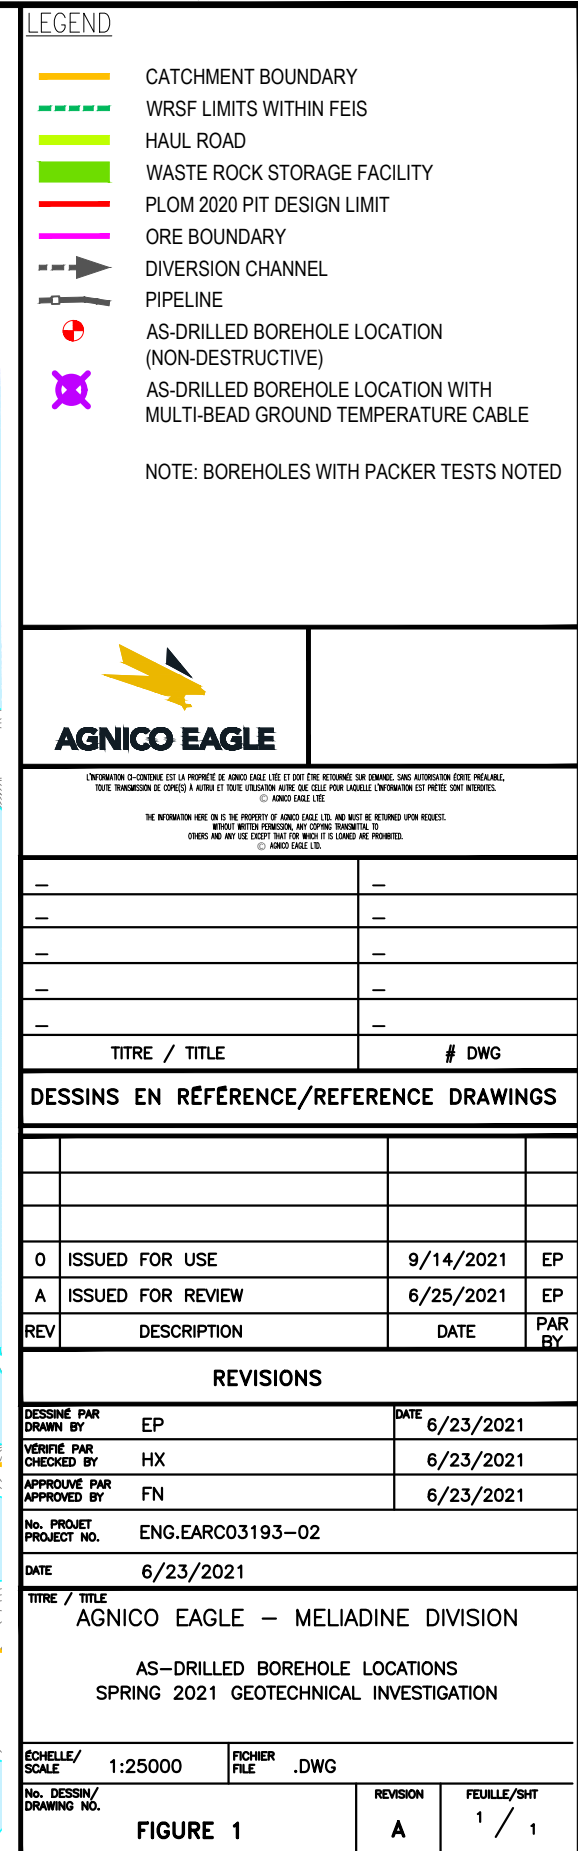 LEGEND
CATCHMENT BOUNDARY
WRSF LIMITS WITHIN FEIS
HAUL ROAD
WASTE ROCK STORAGE FACILITY
PLOM 2020 PIT DESIGN LIMIT
ORE BOUNDARY
DIVERSION CHANNEL
PIPELINE
AS-DRILLED BOREHOLE LOCATION
(NON-DESTRUCTIVE)
AS-DRILLED BOREHOLE LOCATION WITH
MULTI-BEAD GROUND TEMPERATURE CABLE
NOTE: BOREHOLES WITH PACKER TESTS NOTED
AGNICO EAGLE
L'INFORMATION CI-CONTENUE EST LA PROPRIÉTÉ DE AGNICO EAGLE LTÉE ET DOIT ÊTRE RETOURNÉE SUR DEMANDE. SANS AUTORISATION ÉCRITE PRÉALABLE,
TOUTE TRANSMISSION DE COPIE(S) À AUTRUI ET TOUTE UTILISATION AUTRE QUE CELLE POUR LAQUELLE L'INFORMATION EST PRÊTÉE SONT INTERDITES.
© AGNICO EAGLE LTÉE
THE INFORMATION HERE ON IS THE PROPERTY OF AGNICO EAGLE LTD. AND MUST BE RETURNED UPON REQUEST.
WITHOUT WRITTEN PERMISSION, ANY COPYING TRANSMITAL TO
OTHERS AND ANY USE EXCEPT THAT FOR WHICH IT IS LOANED ARE PROHIBITED.
© AGNICO EAGLE LTD.
– –
– –
– –
– –
– –
TITRE / TITLE # DWG
DESSINS EN RÉFÉRENCE/REFERENCE DRAWINGS
0 ISSUED FOR USE 9/14/2021 EP
A ISSUED FOR REVIEW 6/25/2021 EP
REV DESCRIPTION DATE PAR BY
REVISIONS
DESSINÉ PAR DRAWN BY EP DATE 6/23/2021
VÉRIFIÉ PAR CHECKED BY HX 6/23/2021
APPROUVÉ PAR APPROVED BY FN 6/23/2021
No. PROJET PROJECT NO. ENG.EARC03193-02
DATE 6/23/2021
TITRE / TITLE
AGNICO EAGLE – MELIADINE DIVISION
AS-DRILLED BOREHOLE LOCATIONS
SPRING 2021 GEOTECHNICAL INVESTIGATION
ÉCHELLE/ SCALE 1:25000 FICHIER FILE .DWG
No. DESSIN/ DRAWING NO. FIGURE 1 REVISION A FEUILLE/SHT 1 / 1